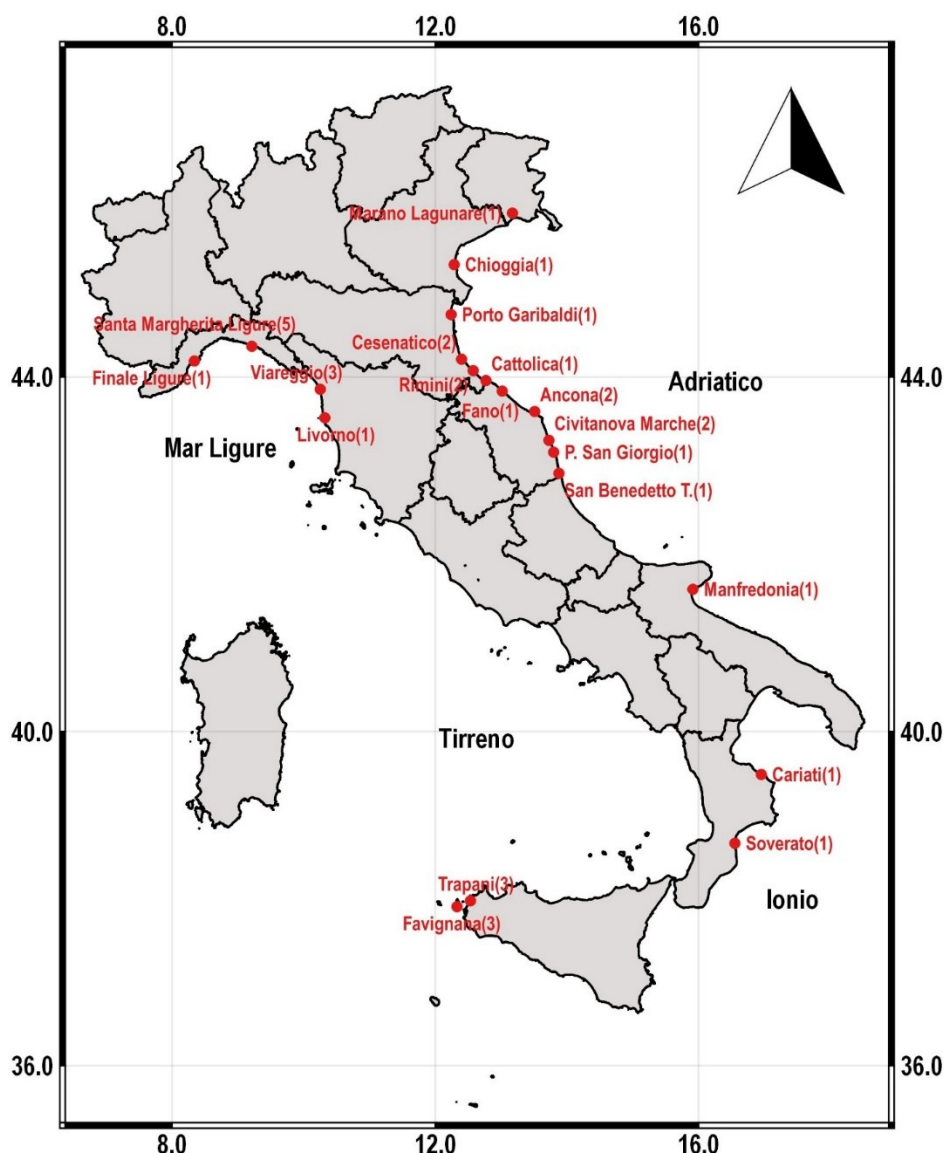 8.0
12.0
16.0
Marano Lagunare(1)
Chioggia(1)
Porto Garibaldi(1)
Santa Margherita Ligure(5)
Cesenatico(2)
Cattolica(1)
44.0
Finale Ligure(1)
Viareggio(3)
Rimini(2)
Adriatico
44.0
Fano(1)
Ancona(2)
Civitanova Marche(2)
Livorno(1)
Mar Ligure
P. San Giorgio(1)
San Benedetto T.(1)
Manfredonia(1)
40.0
Tirreno
40.0
Cariati(1)
Soverato(1)
Trapani(3)
Ionio
Favignana(3)
36.0
36.0
8.0
12.0
16.0